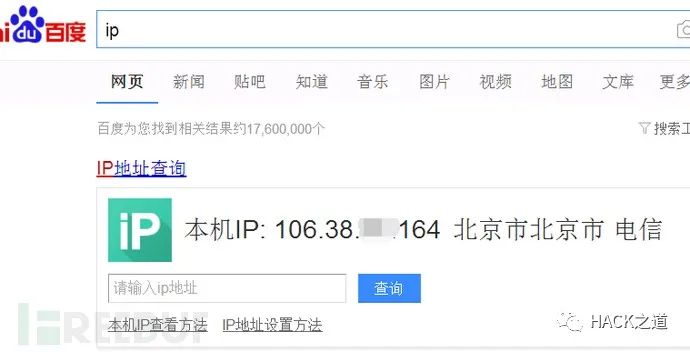 du百度 ip
网页 新闻 贴吧 知道 音乐 图片 视频 地图 文库 更多
百度为您找到相关结果约17,600,000个 搜索工
IP地址查询
iP 本机IP: 106.38. .164 北京市北京市 电信
请输入ip地址 查询
本机IP查看方法 IP地址设置方法
FREEBUF HACK之道